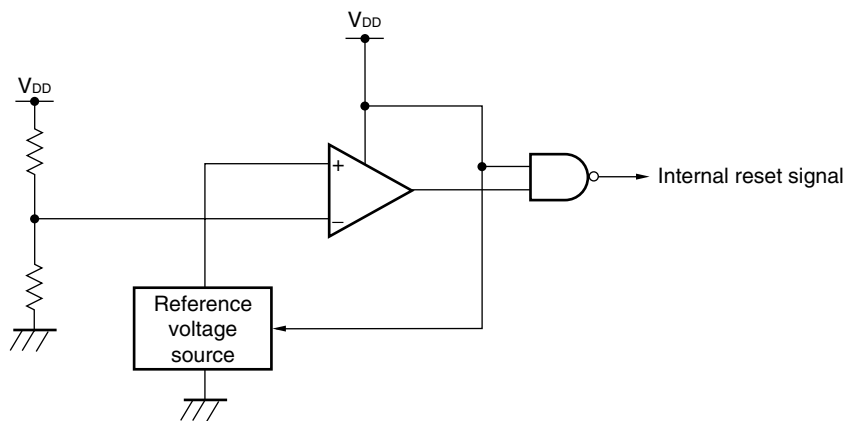 VDD
VDD
+
−
Internal reset signal
Reference
voltage
source